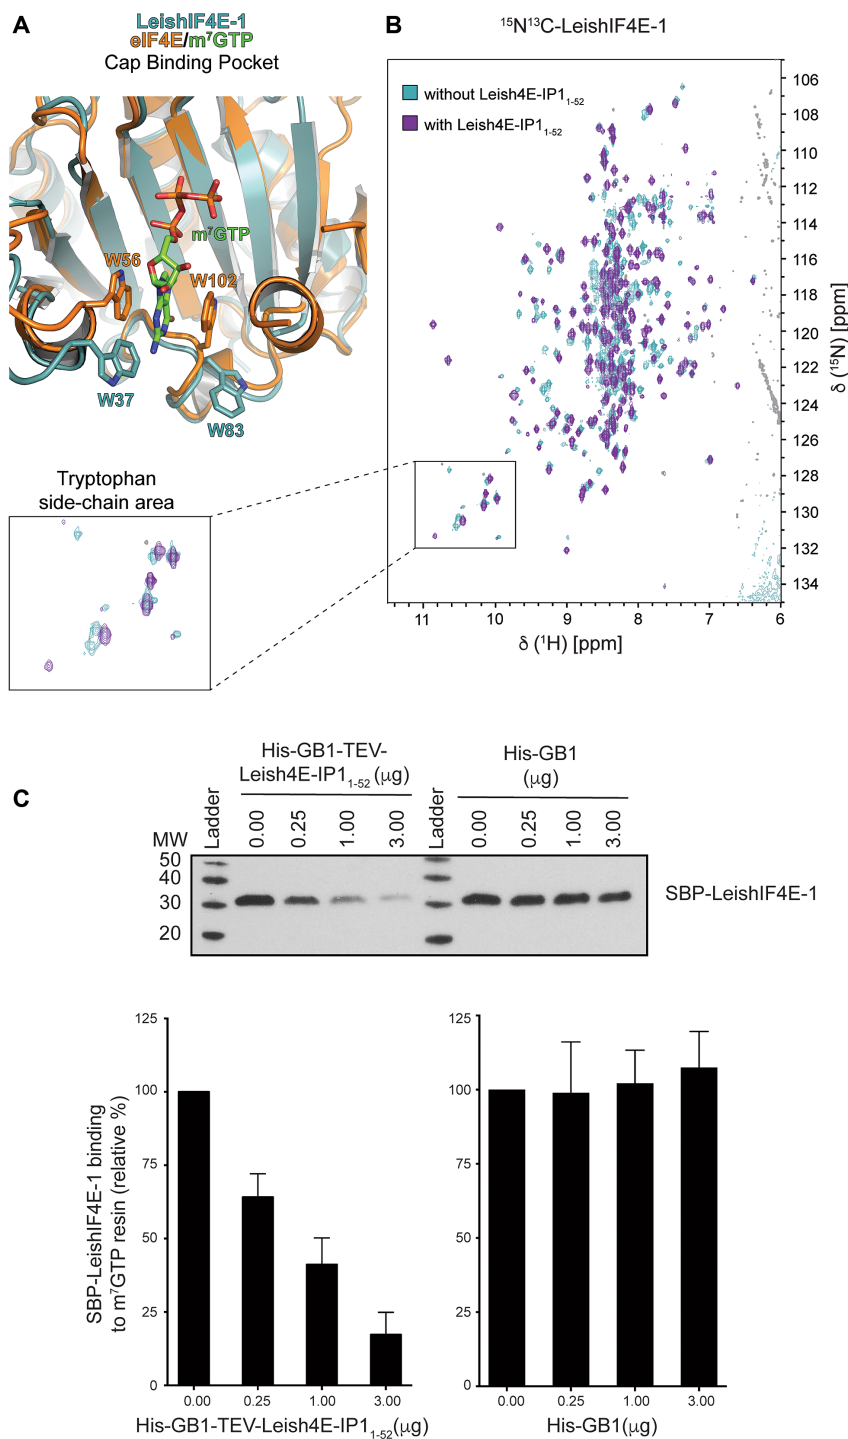 A
LeishIF4E-1
eIF4E/m⁷GTP
Cap Binding Pocket
m⁷GTP
W56
W102
W37
W83
Tryptophan
side-chain area
B
¹⁵N¹³C-LeishIF4E-1
without Leish4E-IP1₁₋₅₂
with Leish4E-IP1₁₋₅₂
106
108
110
112
114
116
118
120
122
124
126
128
130
132
134
δ (¹⁵N) [ppm]
11 10 9 8 7 6
δ (¹H) [ppm]
C
His-GB1-TEV-
Leish4E-IP1₁₋₅₂ (μg)
His-GB1
(μg)
MW Ladder 0.00 0.25 1.00 3.00 Ladder 0.00 0.25 1.00 3.00
50
40
30
20
SBP-LeishIF4E-1
SBP-LeishIF4E-1 binding
to m⁷GTP resin (relative %)
125
100
75
50
25
0
0.00 0.25 1.00 3.00
His-GB1-TEV-Leish4E-IP1₁₋₅₂(μg)
125
100
75
50
25
0
0.00 0.25 1.00 3.00
His-GB1(μg)